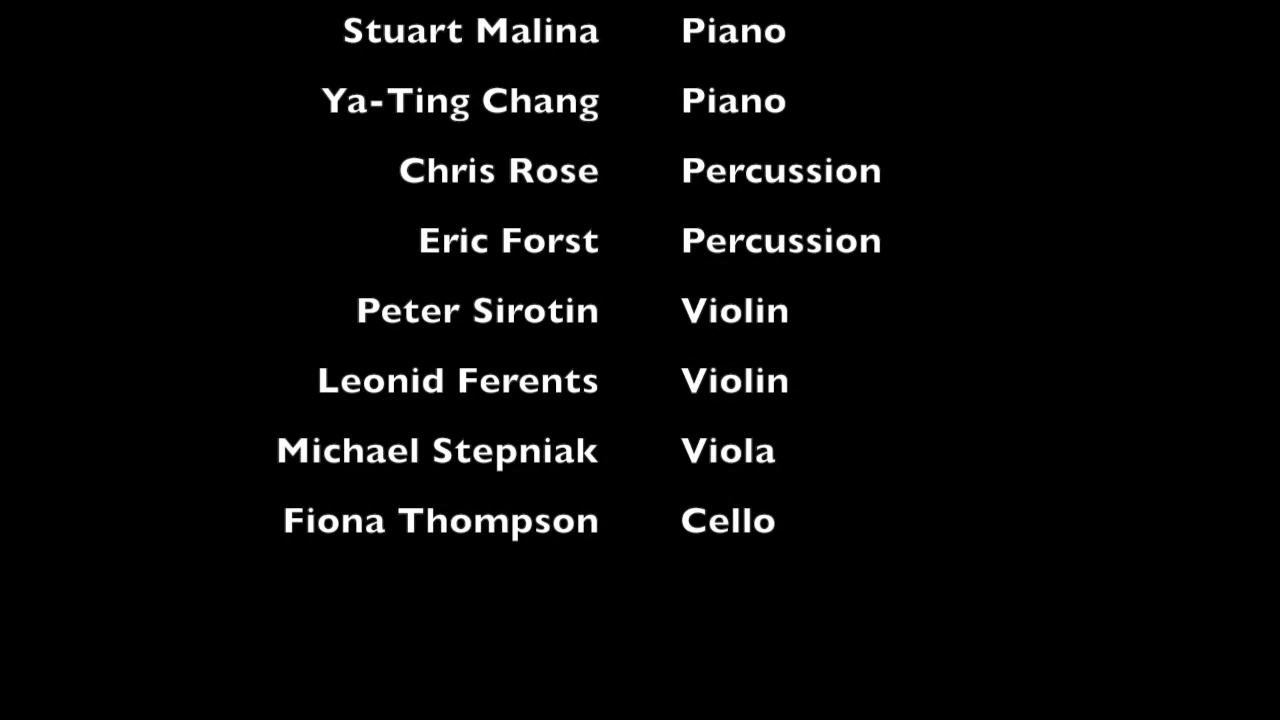 Stuart Malina Piano
Ya-Ting Chang Piano
Chris Rose Percussion
Eric Forst Percussion
Peter Sirotin Violin
Leonid Ferents Violin
Michael Stepniak Viola
Fiona Thompson Cello